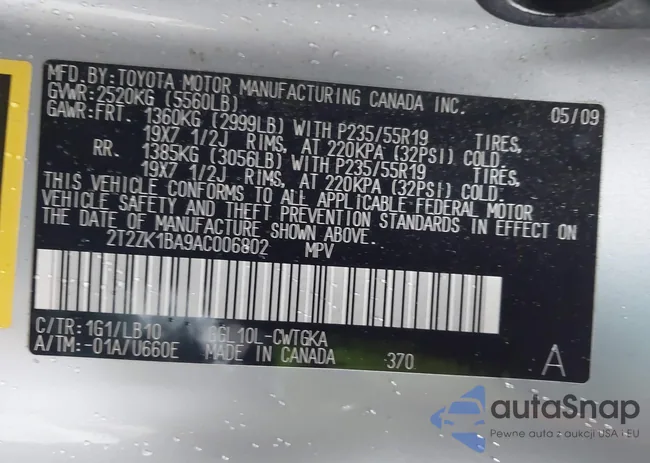 MFD. BY: TOYOTA MOTOR MANUFACTURING CANADA INC. 05/09
GVWR: 2520KG (5560LB)
GAWR: FRT. 1360KG (2999LB) WITH P235/55R19 TIRES,
19X7 1/2J RIMS, AT 220KPA (32PSI) COLD.
RR. 1385KG (3056LB) WITH P235/55R19 TIRES,
19X7 1/2J RIMS, AT 220KPA (32PSI) COLD.
THIS VEHICLE CONFORMS TO ALL APPLICABLE FEDERAL MOTOR
VEHICLE SAFETY AND THEFT PREVENTION STANDARDS IN EFFECT ON
THE DATE OF MANUFACTURE SHOWN ABOVE.
2T2ZK1BA9AC006802 MPV
C/TR: 1G1/LB10 GGL10L-CWTGKA
A/TM: -01A/U660E MADE IN CANADA 370 A
autoSnap
Pewne auta z aukcji USA i EU